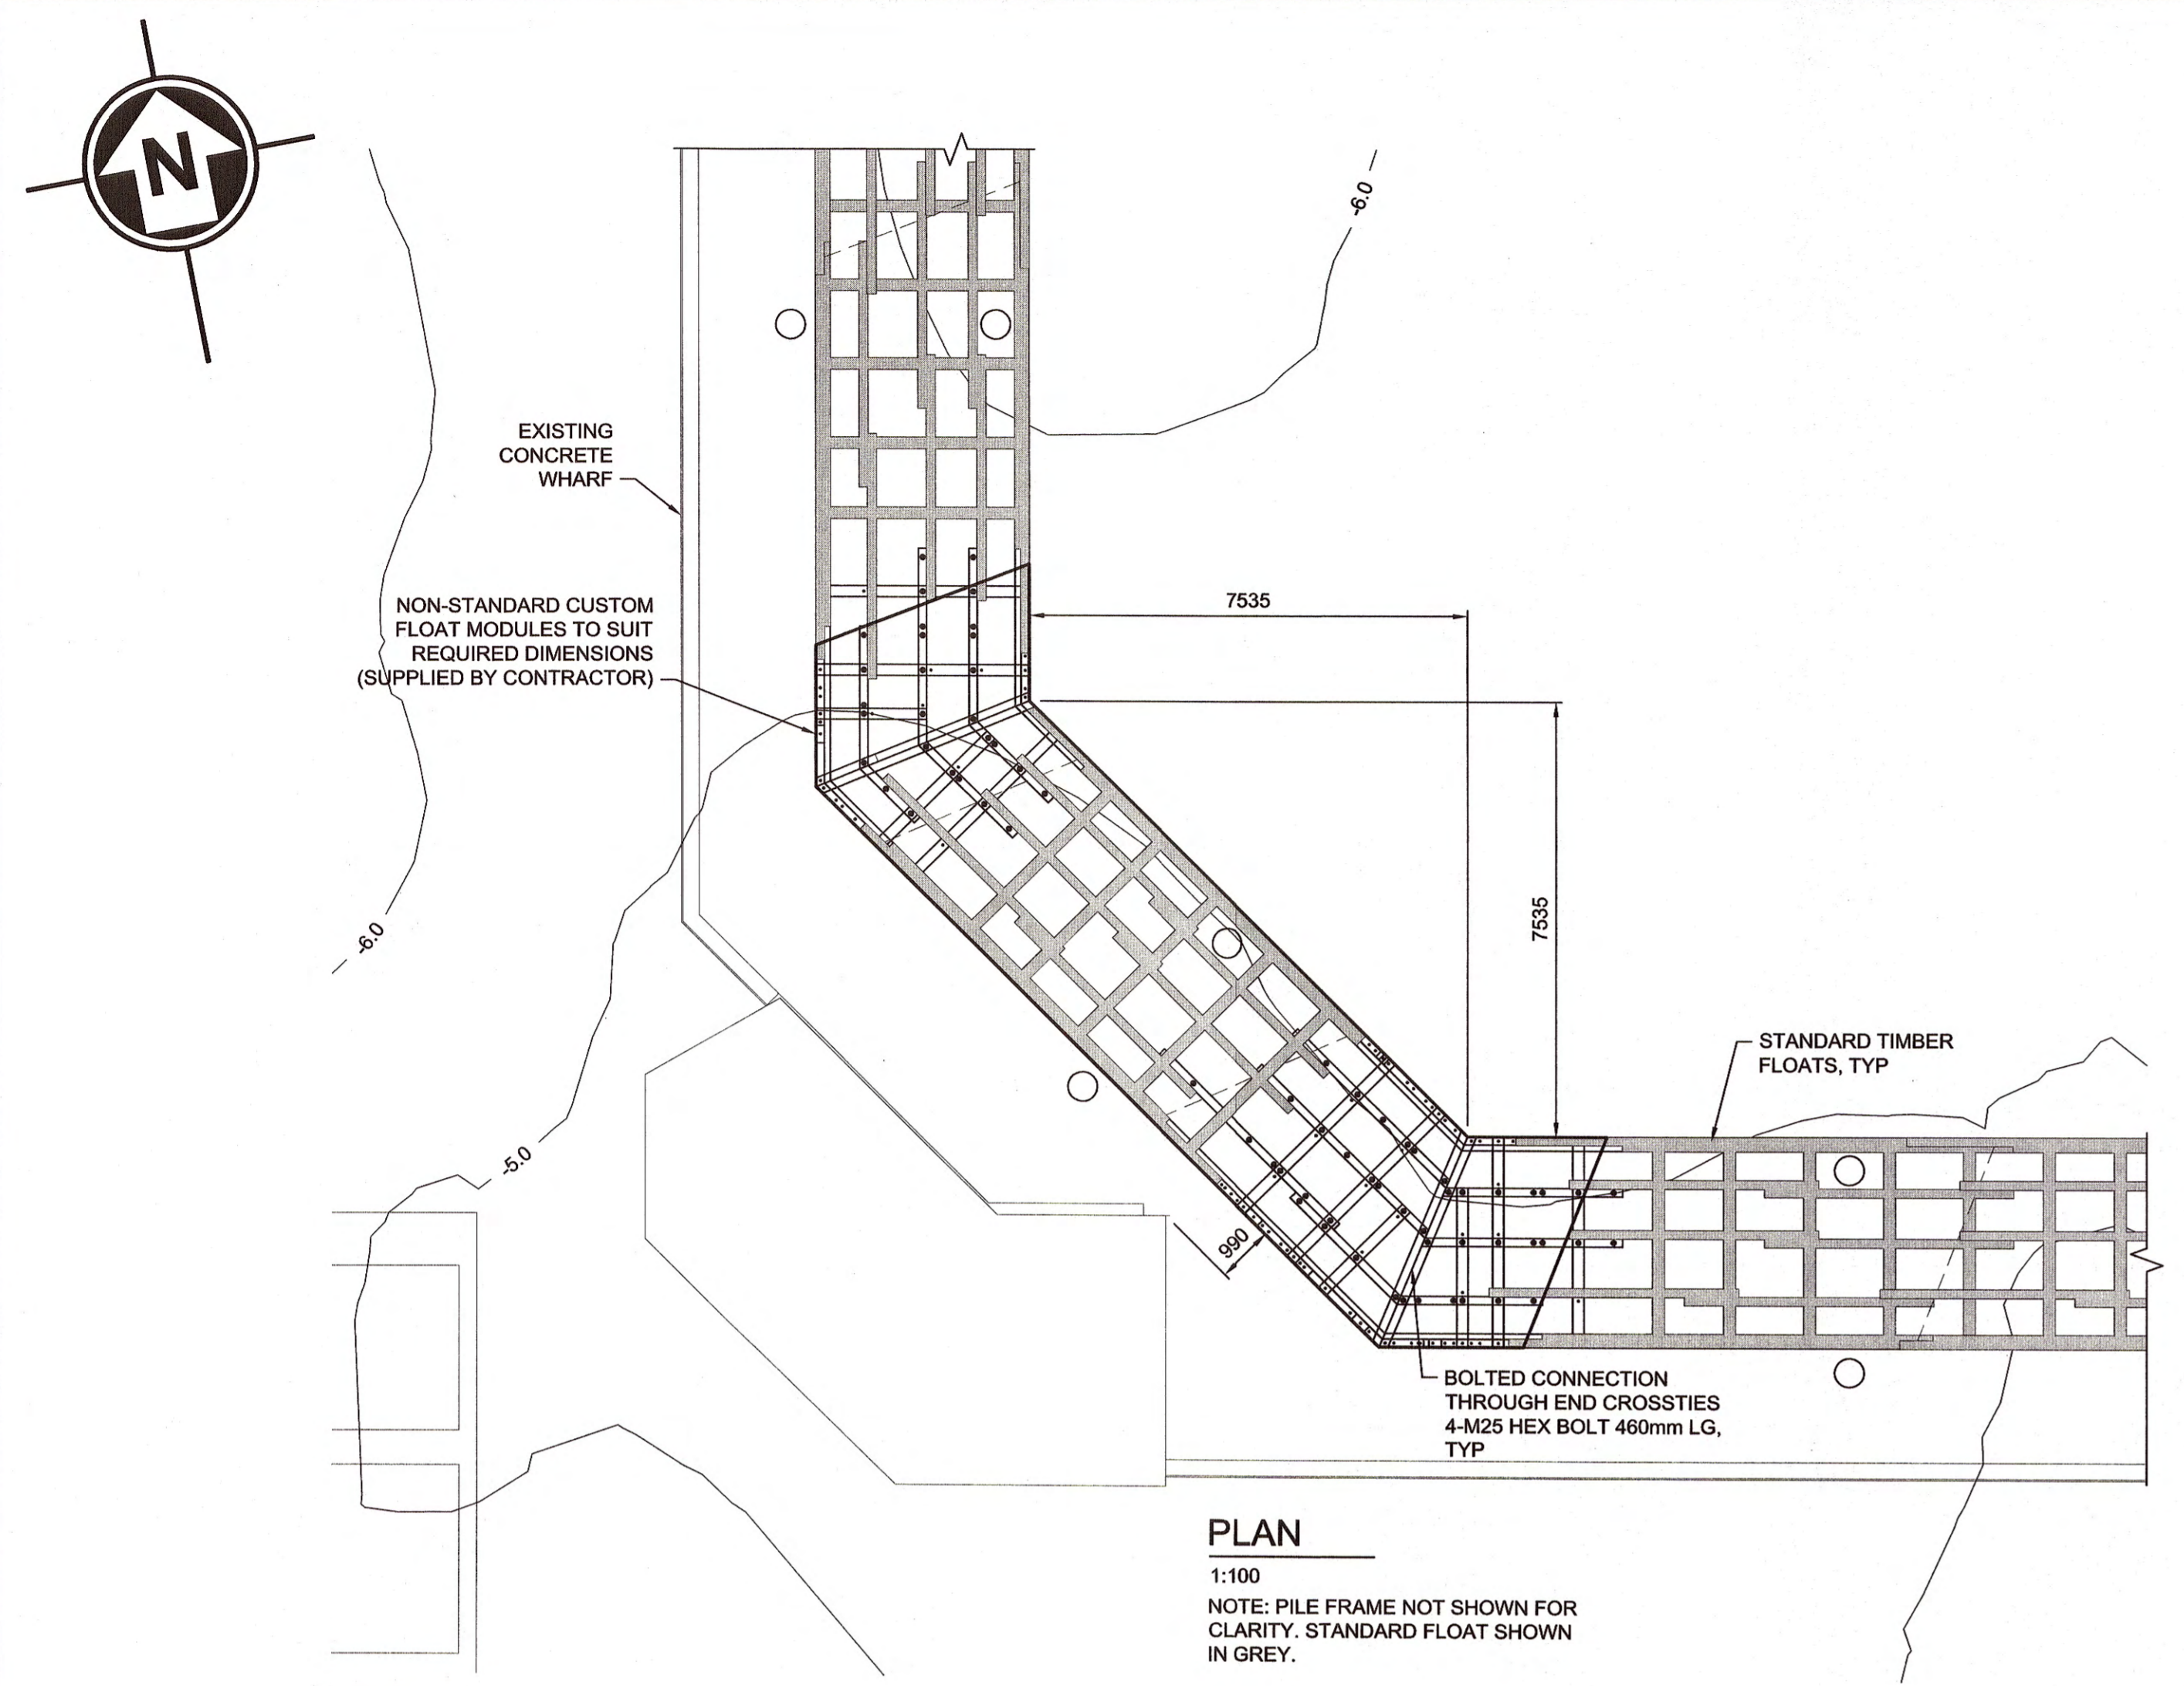 N
-6.0
EXISTING
CONCRETE
WHARF
NON-STANDARD CUSTOM
FLOAT MODULES TO SUIT
REQUIRED DIMENSIONS
(SUPPLIED BY CONTRACTOR)
7535
7535
-6.0
STANDARD TIMBER
FLOATS, TYP
-5.0
990
BOLTED CONNECTION
THROUGH END CROSSTIES
4-M25 HEX BOLT 460mm LG,
TYP
PLAN
1:100
NOTE: PILE FRAME NOT SHOWN FOR
CLARITY. STANDARD FLOAT SHOWN
IN GREY.